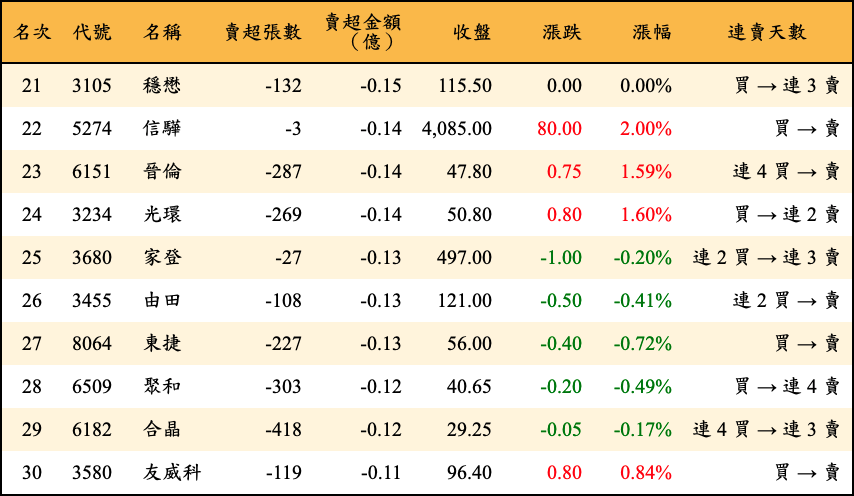 名次 代號 名稱 賣超張數 賣超金額（億） 收盤 漲跌 漲幅 連賣天數
21 3105 穩懋 -132 -0.15 115.50 0.00 0.00% 買 → 連 3 賣
22 5274 信驊 -3 -0.14 4,085.00 80.00 2.00% 買 → 賣
23 6151 晉倫 -287 -0.14 47.80 0.75 1.59% 連 4 買 → 賣
24 3234 光環 -269 -0.14 50.80 0.80 1.60% 買 → 連 2 賣
25 3680 家登 -27 -0.13 497.00 -1.00 -0.20% 連 2 買 → 連 3 賣
26 3455 由田 -108 -0.13 121.00 -0.50 -0.41% 連 2 買 → 賣
27 8064 東捷 -227 -0.13 56.00 -0.40 -0.72% 買 → 賣
28 6509 聚和 -303 -0.12 40.65 -0.20 -0.49% 買 → 連 4 賣
29 6182 合晶 -418 -0.12 29.25 -0.05 -0.17% 連 4 買 → 連 3 賣
30 3580 友威科 -119 -0.11 96.40 0.80 0.84% 買 → 賣